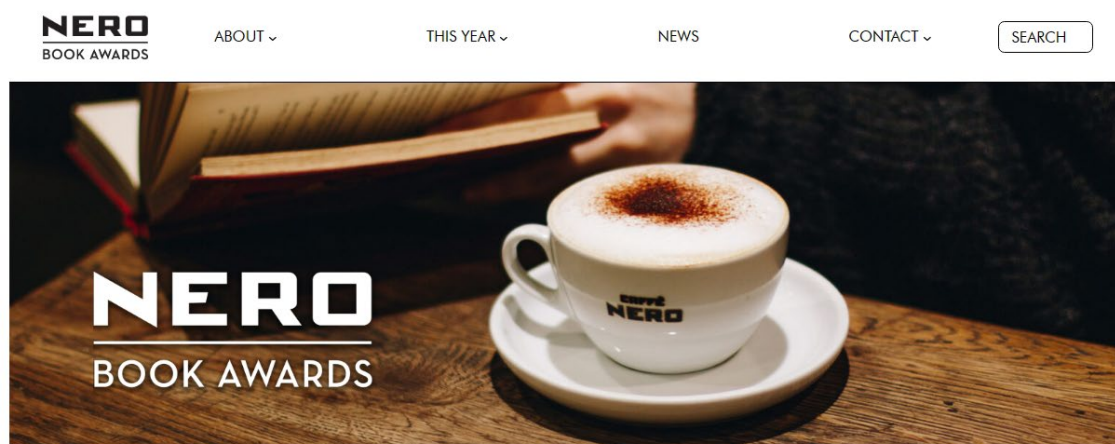 NERO
BOOK AWARDS
ABOUT
THIS YEAR
NEWS
CONTACT
SEARCH
CAFFÈ
NERO
NERO
BOOK AWARDS